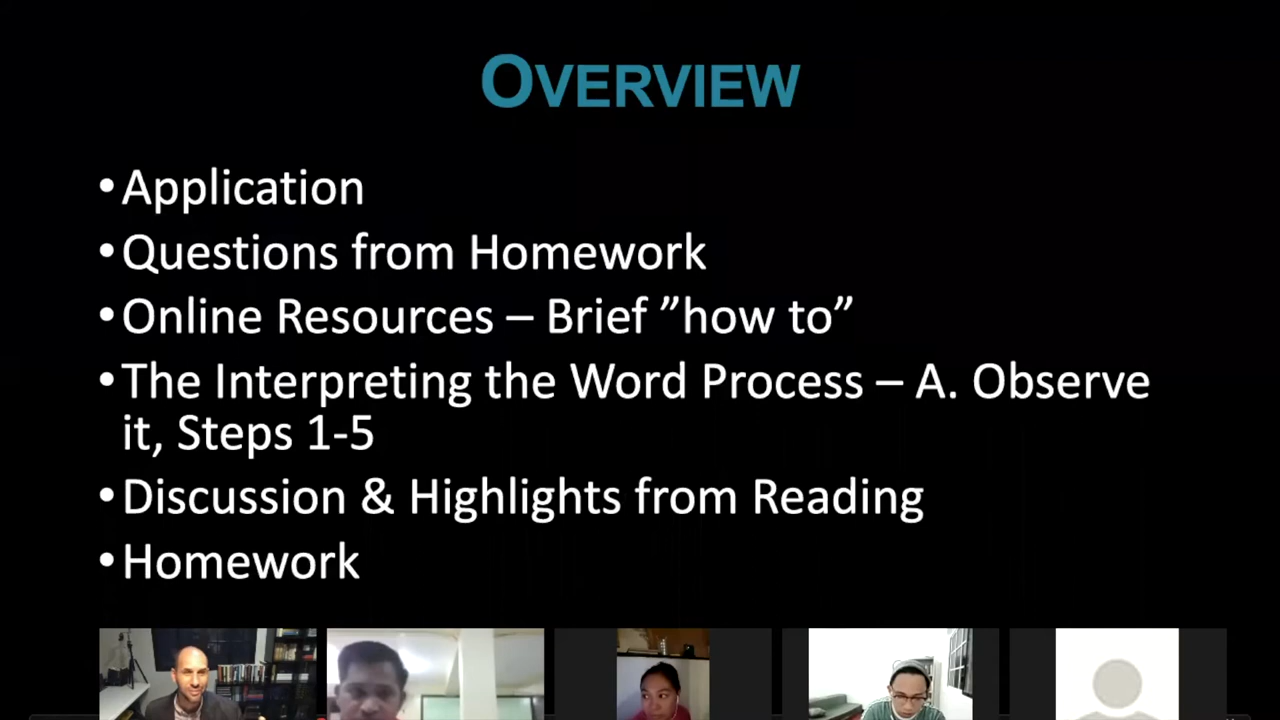 OVERVIEW
•Application
•Questions from Homework
•Online Resources – Brief ”how to”
•The Interpreting the Word Process – A. Observe
it, Steps 1-5
•Discussion & Highlights from Reading
•Homework